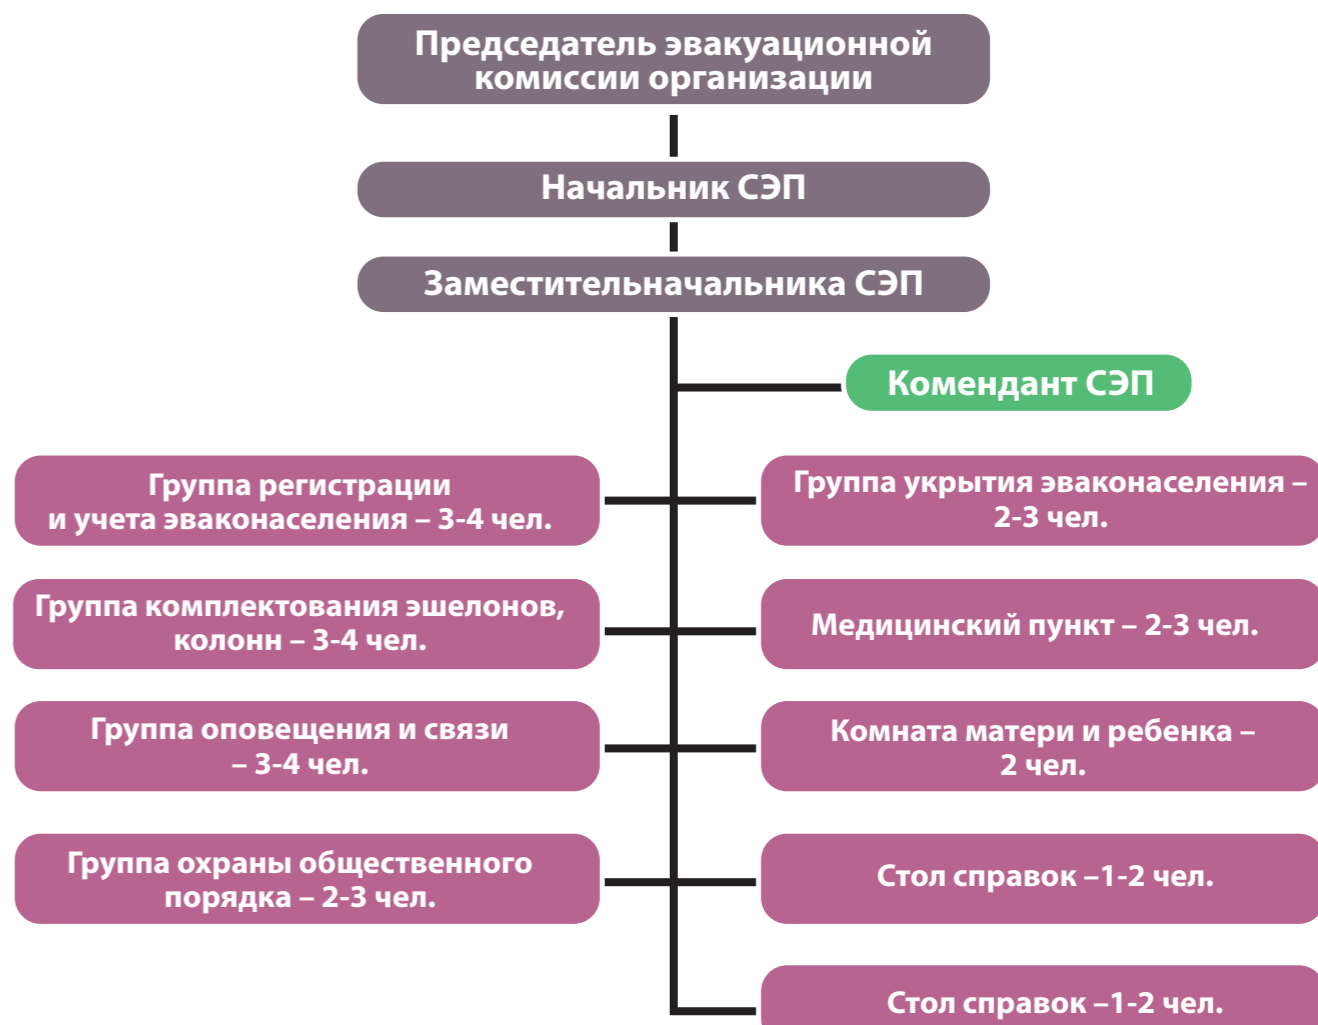 Председатель эвакуационной
комиссии организации
Начальник СЭП
Заместительначальника СЭП
Комендант СЭП
Группа регистрации
и учета эваконаселения – 3-4 чел.
Группа укрытия эваконаселения –
2-3 чел.
Группа комплектования эшелонов,
колонн – 3-4 чел.
Медицинский пункт – 2-3 чел.
Группа оповещения и связи
– 3-4 чел.
Комната матери и ребенка –
2 чел.
Группа охраны общественного
порядка – 2-3 чел.
Стол справок –1-2 чел.
Стол справок –1-2 чел.